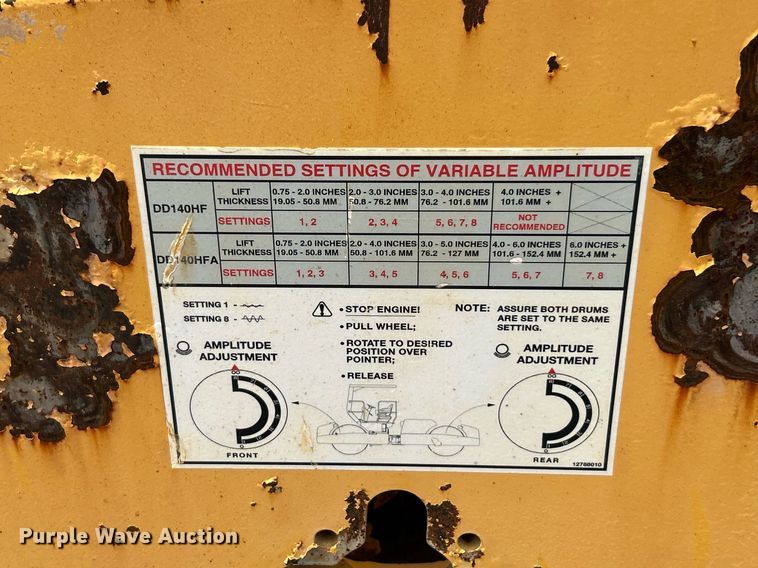 RECOMMENDED SETTINGS OF VARIABLE AMPLITUDE
DD140HF LIFT THICKNESS 0.75 - 2.0 INCHES 19.05 - 50.8 MM 2.0 - 3.0 INCHES 50.8 - 76.2 MM 3.0 - 4.0 INCHES 76.2 - 101.6 MM 4.0 INCHES + 101.6 MM +
SETTINGS 1, 2 2, 3, 4 5, 6, 7, 8 NOT RECOMMENDED
DD140HFA LIFT THICKNESS 0.75 - 2.0 INCHES 19.05 - 50.8 MM 2.0 - 4.0 INCHES 50.8 - 101.6 MM 3.0 - 5.0 INCHES 76.2 - 127 MM 4.0 - 6.0 INCHES 101.6 - 152.4 MM 6.0 INCHES + 152.4 MM +
SETTINGS 1, 2, 3 3, 4, 5 4, 5, 6 5, 6, 7 7, 8
SETTING 1 -
SETTING 8 -
• STOP ENGINE!
• PULL WHEEL;
• ROTATE TO DESIRED
POSITION OVER
POINTER;
• RELEASE
NOTE: ASSURE BOTH DRUMS
ARE SET TO THE SAME
SETTING.
AMPLITUDE
ADJUSTMENT
FRONT
AMPLITUDE
ADJUSTMENT
REAR
12788010
Purple Wave Auction